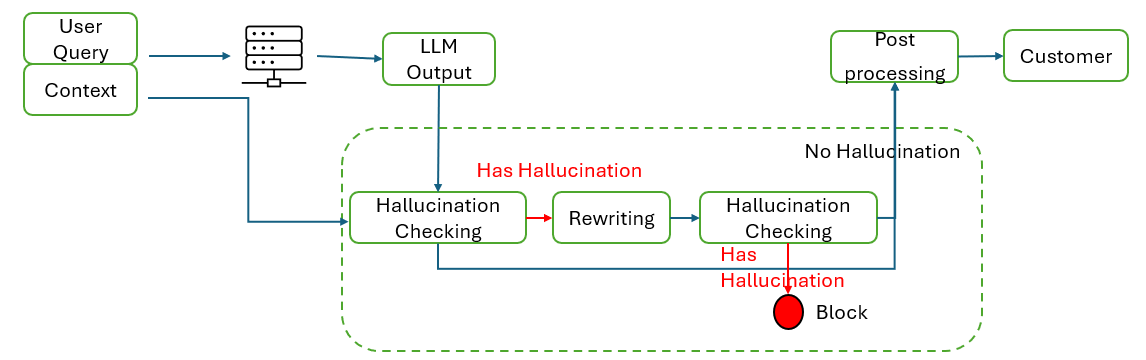 User
Query
Context
LLM
Output
Post
processing
Customer
No Hallucination
Has Hallucination
Hallucination
Checking
Rewriting
Hallucination
Checking
Has
Hallucination
Block